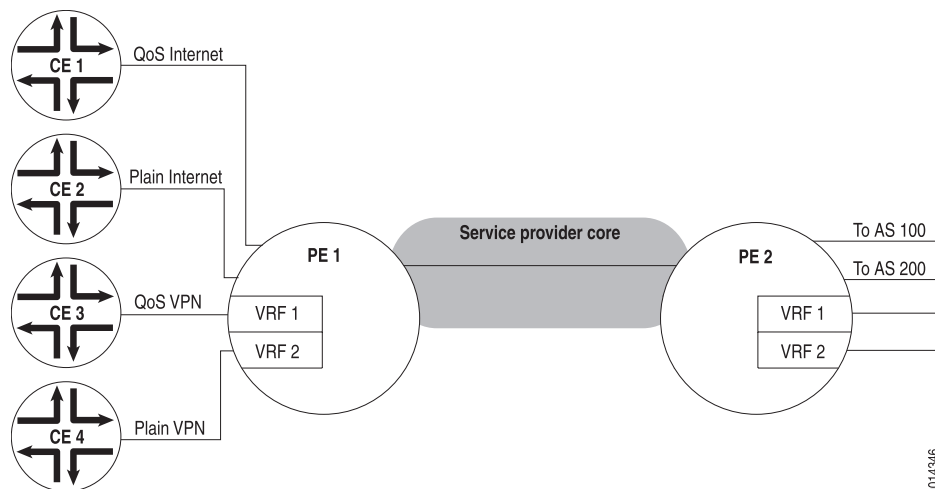 CE 1
QoS Internet
CE 2
Plain Internet
CE 3
QoS VPN
CE 4
Plain VPN
PE 1
VRF 1
VRF 2
Service provider core
PE 2
VRF 1
VRF 2
To AS 100
To AS 200
014346